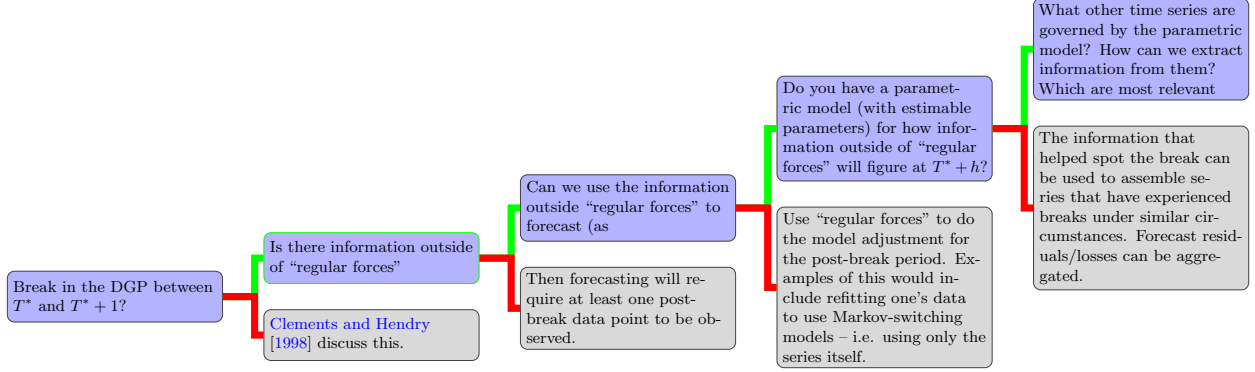 Break in the DGP between
T* and T* + 1?
Is there information outside
of “regular forces”
Clements and Hendry
[1998] discuss this.
Can we use the information
outside “regular forces” to
forecast (as
Then forecasting will re-
quire at least one post-
break data point to be ob-
served.
Do you have a paramet-
ric model (with estimable
parameters) for how infor-
mation outside of “regular
forces” will figure at T* + h?
Use “regular forces” to do
the model adjustment for
the post-break period. Ex-
amples of this would in-
clude refitting one’s data
to use Markov-switching
models – i.e. using only the
series itself.
What other time series are
governed by the parametric
model? How can we extract
information from them?
Which are most relevant
The information that
helped spot the break can
be used to assemble se-
ries that have experienced
breaks under similar cir-
cumstances. Forecast resid-
uals/losses can be aggre-
gated.